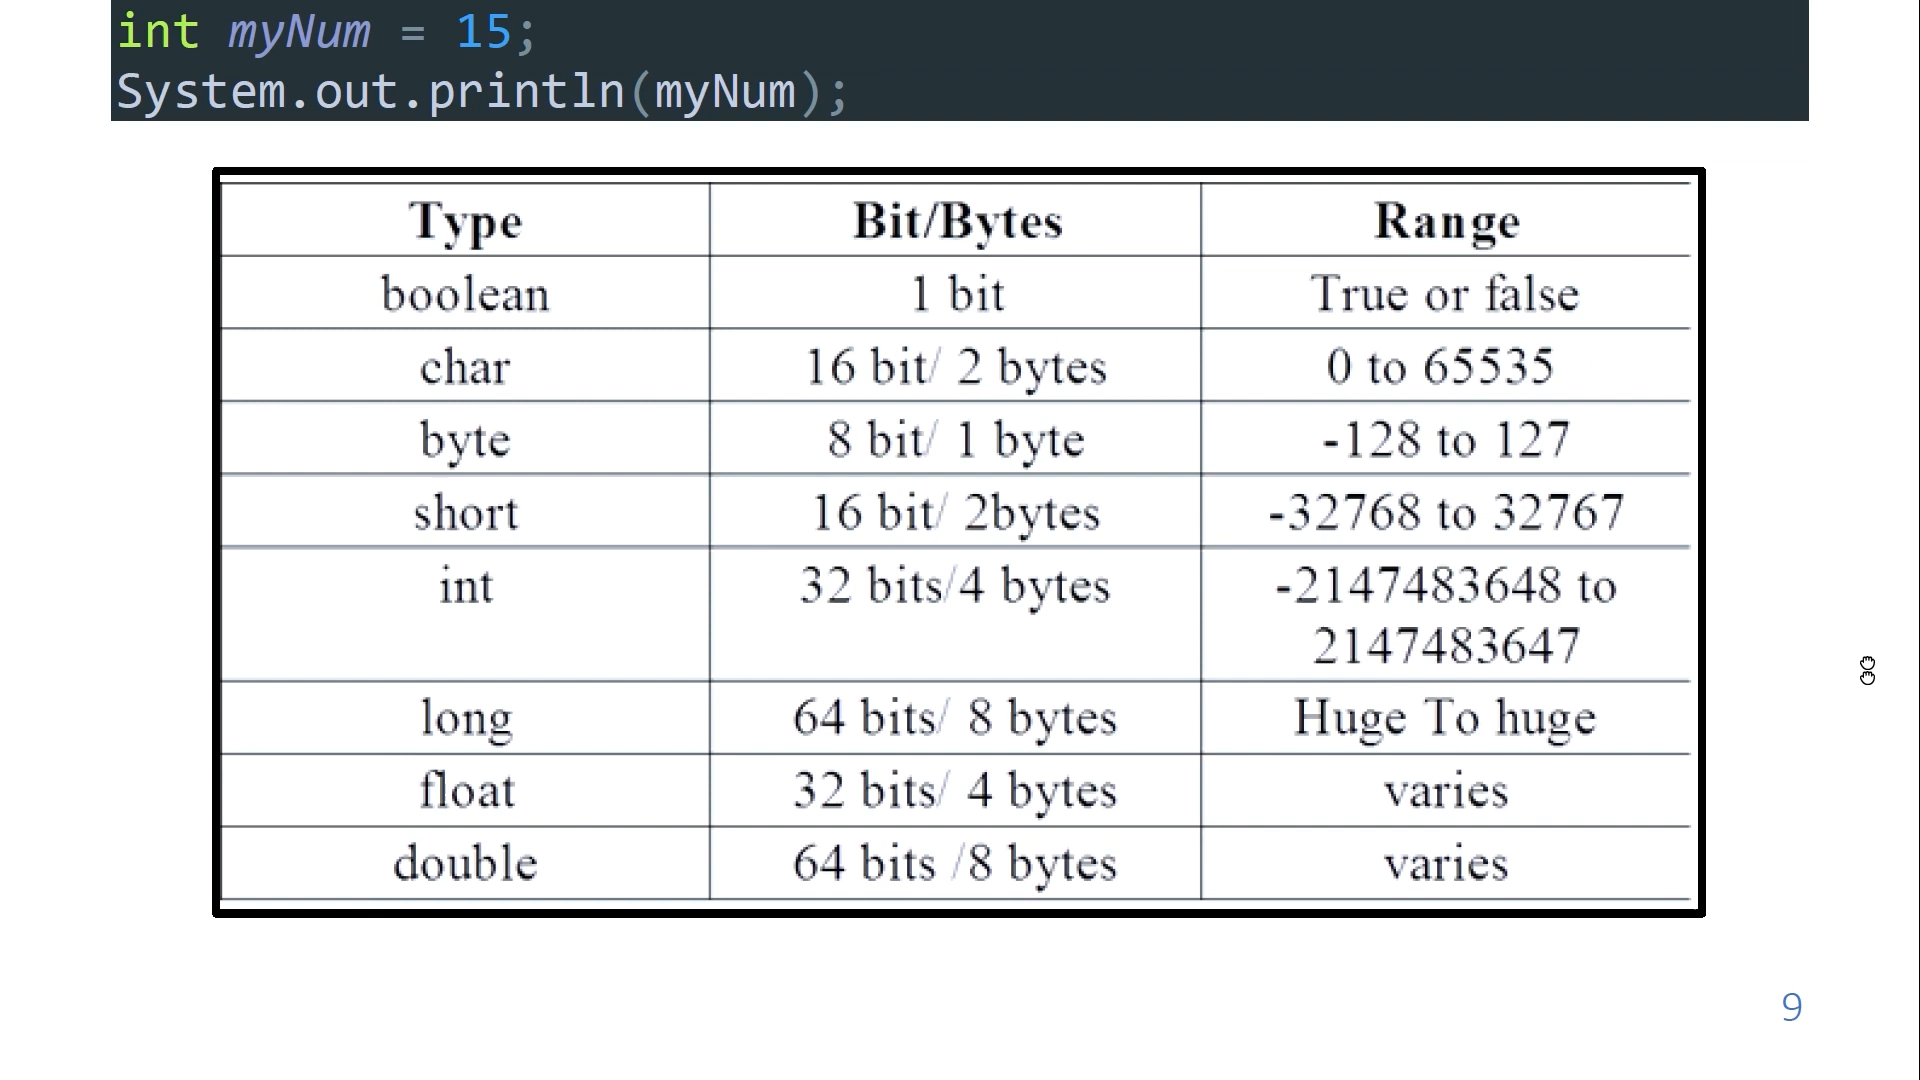 int myNum = 15;
System.out.println(myNum);
Type Bit/Bytes Range
boolean 1 bit True or false
char 16 bit/ 2 bytes 0 to 65535
byte 8 bit/ 1 byte -128 to 127
short 16 bit/ 2bytes -32768 to 32767
int 32 bits/4 bytes -2147483648 to
2147483647
long 64 bits/ 8 bytes Huge To huge
float 32 bits/ 4 bytes varies
double 64 bits /8 bytes varies
9